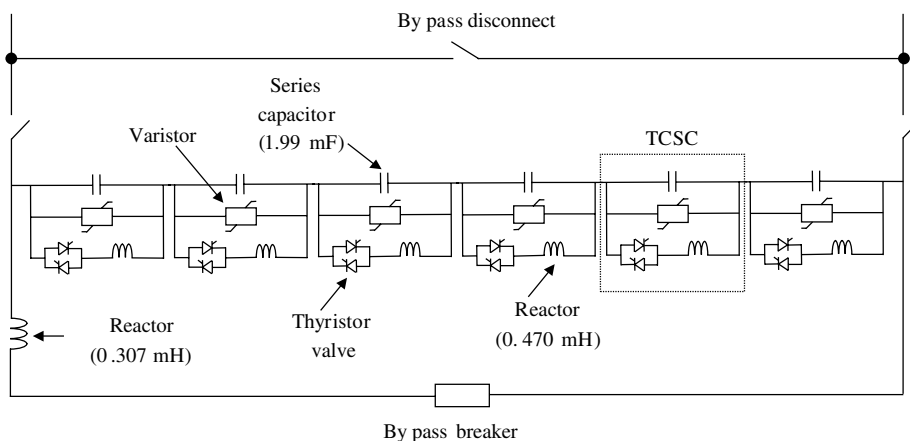 By pass disconnect
Series
capacitor
(1.99 mF)
Varistor
TCSC
Reactor
(0.307 mH)
Thyristor
valve
Reactor
(0.470 mH)
By pass breaker